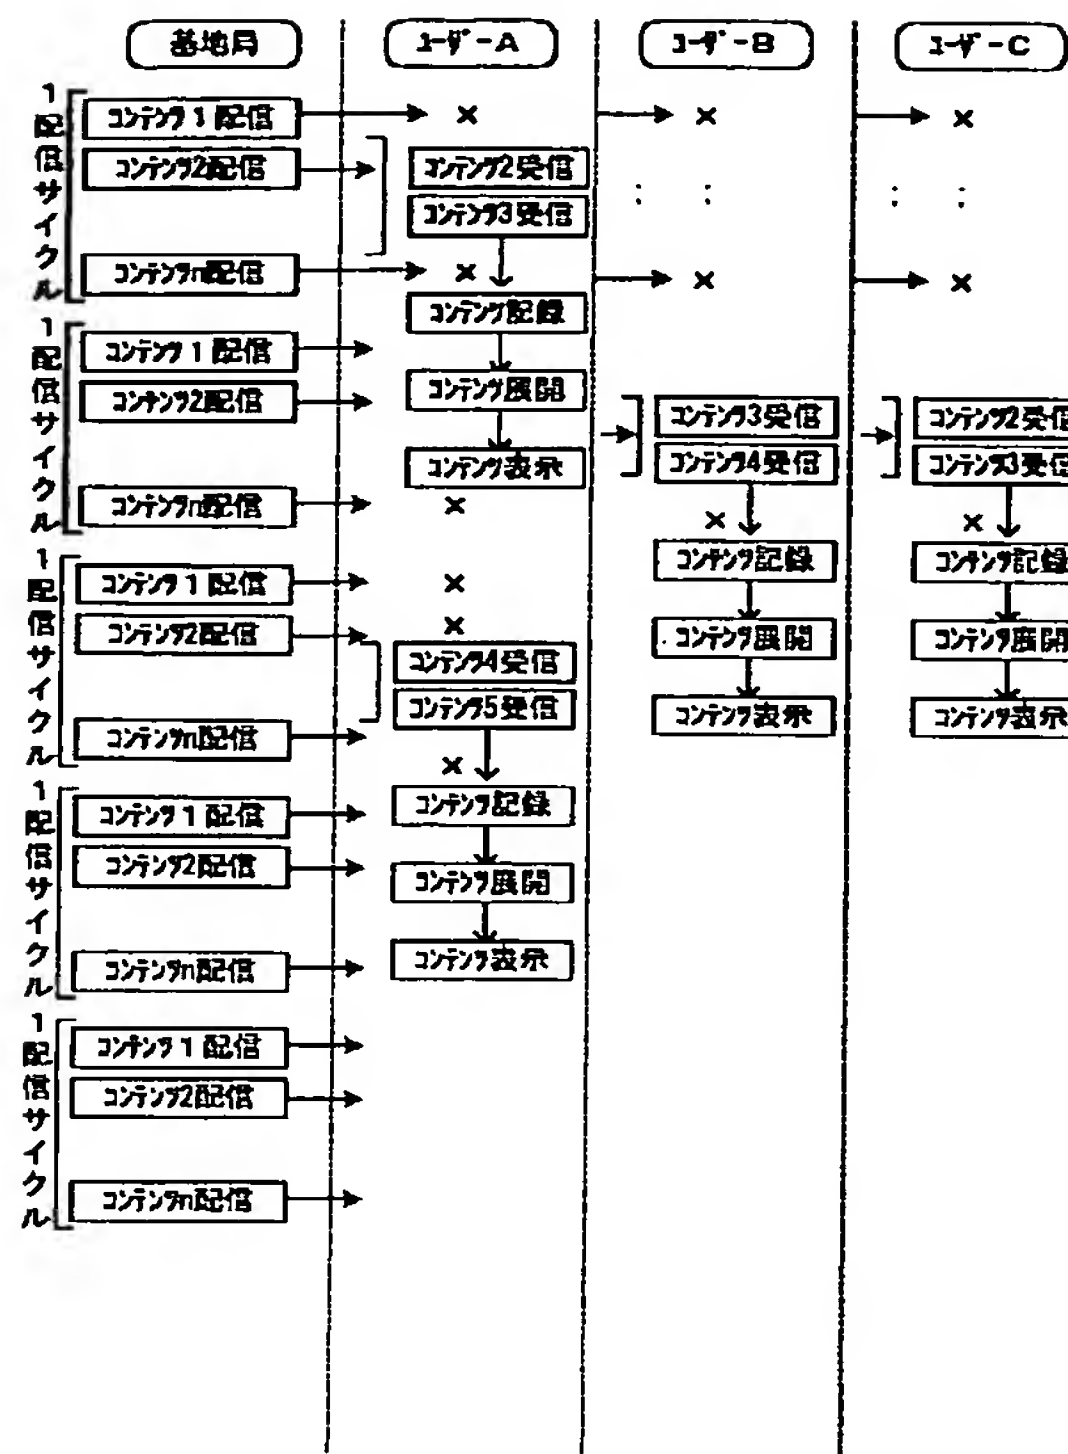 基地局
ユーザ-A
ユーザ-B
ユーザ-C
1配信サイクル
コンテンツ1配信
×
×
×
コンテンツ2配信
コンテンツ2受信
コンテンツ3受信
コンテンツn配信
×
×
×
コンテンツ記録
1配信サイクル
コンテンツ1配信
コンテンツ2配信
コンテンツ展開
コンテンツ3受信
コンテンツ2受信
コンテンツ表示
コンテンツ4受信
コンテンツ3受信
コンテンツn配信
×
×
×
コンテンツ記録
コンテンツ記録
1配信サイクル
コンテンツ1配信
×
コンテンツ2配信
×
コンテンツ展開
コンテンツ展開
コンテンツ4受信
コンテンツ5受信
コンテンツ表示
コンテンツ表示
コンテンツn配信
×
コンテンツ記録
1配信サイクル
コンテンツ1配信
コンテンツ2配信
コンテンツ展開
コンテンツ表示
コンテンツn配信
1配信サイクル
コンテンツ1配信
コンテンツ2配信
コンテンツn配信